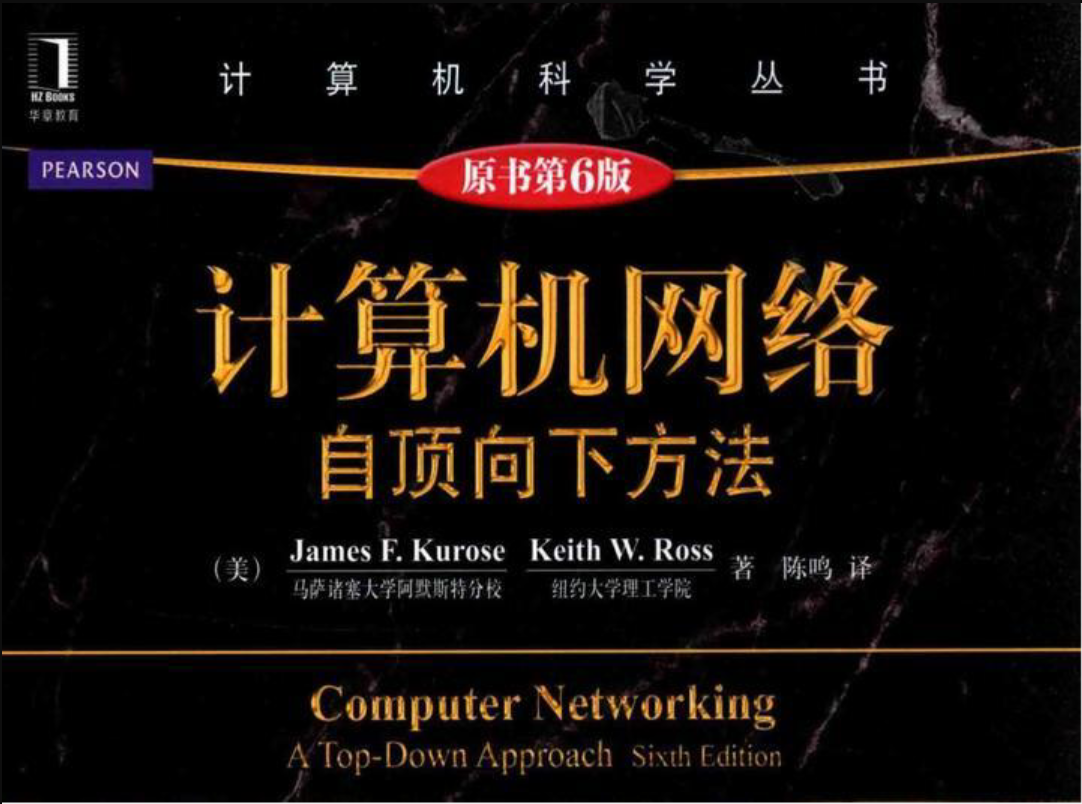 计算机科学丛书
HZ BOOKS
华章教育
PEARSON
原书第6版
计算机网络
自顶向下方法
(美) James F. Kurose Keith W. Ross 著 陈鸣 译
马萨诸塞大学阿默斯特分校 纽约大学理工学院
Computer Networking
A Top-Down Approach Sixth Edition